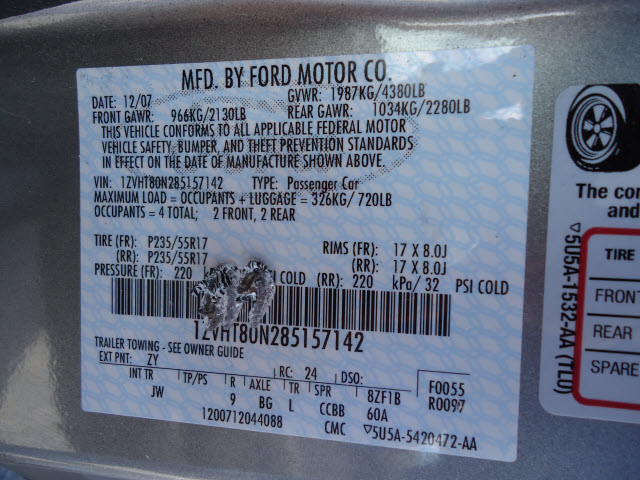 MFD. BY FORD MOTOR CO.
DATE: 12/07 GVWR: 1987KG/4380LB
FRONT GAWR: 966KG/2130LB REAR GAWR: 1034KG/2280LB
THIS VEHICLE CONFORMS TO ALL APPLICABLE FEDERAL MOTOR
VEHICLE SAFETY, BUMPER, AND THEFT PREVENTION STANDARDS
IN EFFECT ON THE DATE OF MANUFACTURE SHOWN ABOVE.
VIN: 1ZVHT80N285157142 TYPE: Passenger Car
MAXIMUM LOAD = OCCUPANTS + LUGGAGE = 326KG/ 720LB
OCCUPANTS = 4 TOTAL; 2 FRONT, 2 REAR
TIRE (FR): P235/55R17 RIMS (FR): 17 X 8.0J
(RR): P235/55R17 (RR): 17 X 8.0J
PRESSURE (FR): 220 COLD (RR): 220 kPa/ 32 PSI COLD
1ZVHT80N285157142
TRAILER TOWING - SEE OWNER GUIDE
EXT PNT: ZY RC: 24 DSO: F0055
INT TR TP/PS R AXLE TR SPR 8ZF1B R0097
JW 9 BG L CCBB 60A
1200712044088 CMC ▽5U5A-5420472-AA
The con
▽5U5A-1532-AA (TLU)
TIRE
FRONT
REAR
SPARE